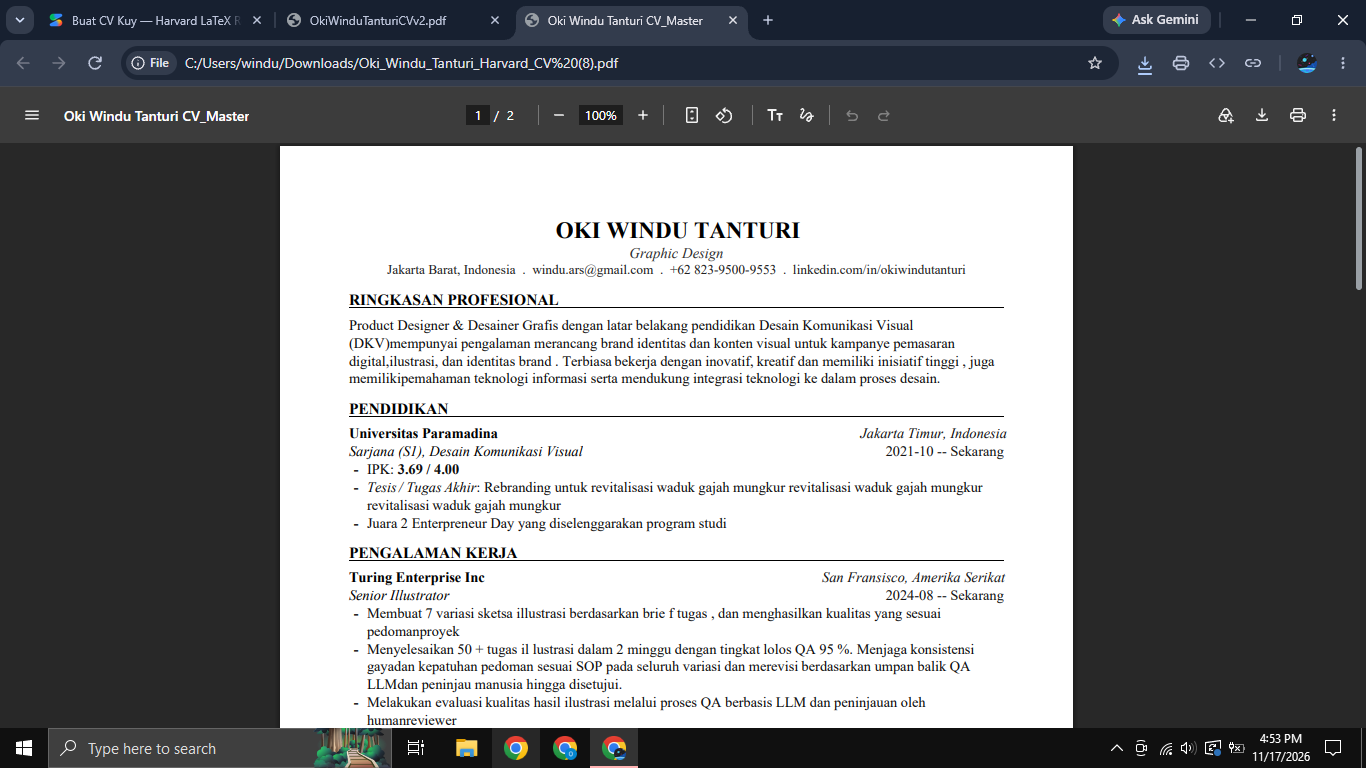 Buat CV Kuy — Harvard LaTeX R
OkiWinduTanturiCVv2.pdf
Oki Windu Tanturi CV_Master
Ask Gemini
File
C:/Users/windu/Downloads/Oki_Windu_Tanturi_Harvard_CV%20(8).pdf
Oki Windu Tanturi CV_Master
1 / 2
100%
OKI WINDU TANTURI
Graphic Design
Jakarta Barat, Indonesia . windu.ars@gmail.com . +62 823-9500-9553 . linkedin.com/in/okiwindutanturi
RINGKASAN PROFESIONAL
Product Designer & Desainer Grafis dengan latar belakang pendidikan Desain Komunikasi Visual
(DKV)mempunyai pengalaman merancang brand identitas dan konten visual untuk kampanye pemasaran
digital,ilustrasi, dan identitas brand . Terbiasa bekerja dengan inovatif, kreatif dan memiliki inisiatif tinggi , juga
memilikipemahaman teknologi informasi serta mendukung integrasi teknologi ke dalam proses desain.
PENDIDIKAN
Universitas Paramadina Jakarta Timur, Indonesia
Sarjana (S1), Desain Komunikasi Visual 2021-10 -- Sekarang
- IPK: 3.69 / 4.00
- Tesis / Tugas Akhir: Rebranding untuk revitalisasi waduk gajah mungkur revitalisasi waduk gajah mungkur
revitalisasi waduk gajah mungkur
- Juara 2 Enterpreneur Day yang diselenggarakan program studi
PENGALAMAN KERJA
Turing Enterprise Inc San Fransisco, Amerika Serikat
Senior Illustrator 2024-08 -- Sekarang
- Membuat 7 variasi sketsa illustrasi berdasarkan brie f tugas , dan menghasilkan kualitas yang sesuai
pedomanproyek
- Menyelesaikan 50 + tugas il lustrasi dalam 2 minggu dengan tingkat lolos QA 95 %. Menjaga konsistensi
gayadan kepatuhan pedoman sesuai SOP pada seluruh variasi dan merevisi berdasarkan umpan balik QA
LLMdan peninjau manusia hingga disetujui.
- Melakukan evaluasi kualitas hasil ilustrasi melalui proses QA berbasis LLM dan peninjauan oleh
humanreviewer
Type here to search
4:53 PM
11/17/2026